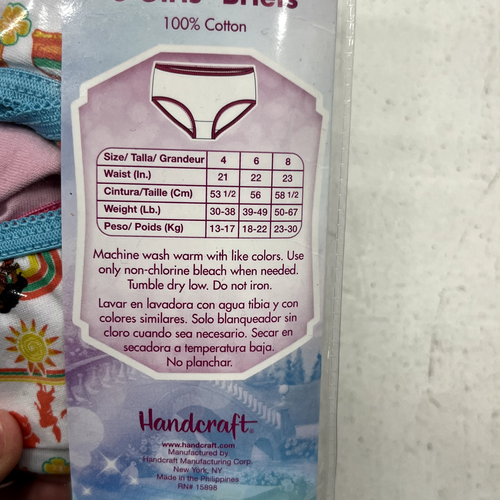 Briefs
100% Cotton
Size/ Talla/ Grandeur 4 6 8
Waist (In.) 21 22 23
Cintura/Taille (Cm) 53 1/2 56 58 1/2
Weight (Lb.) 30-38 39-49 50-67
Peso/ Poids (Kg) 13-17 18-22 23-30
Machine wash warm with like colors. Use
only non-chlorine bleach when needed.
Tumble dry low. Do not iron.
Lavar en lavadora con agua tibia y con
colores similares. Solo blanqueador sin
cloro cuando sea necesario. Secar en
secadora a temperatura baja.
No planchar.
Handcraft
www.handcraft.com
Manufactured by
Handcraft Manufacturing Corp.
New York, NY
Made in the Philippines
RN# 15898